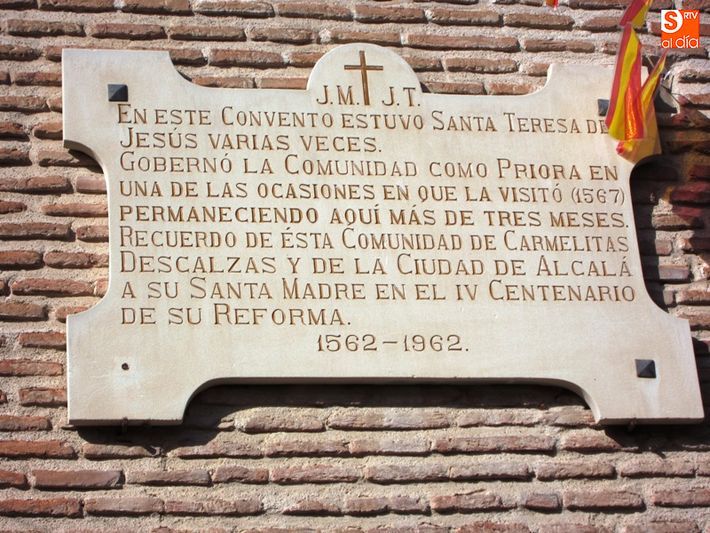 S RTV
al día
J.M. J.T.
EN ESTE CONVENTO ESTUVO SANTA TERESA DE
JESÚS VARIAS VECES.
GOBERNÓ LA COMUNIDAD COMO PRIORA EN
UNA DE LAS OCASIONES EN QUE LA VISITÓ (1567)
PERMANECIENDO AQUÍ MÁS DE TRES MESES.
RECUERDO DE ÉSTA COMUNIDAD DE CARMELITAS
DESCALZAS Y DE LA CIUDAD DE ALCALÁ
A SU SANTA MADRE EN EL IV CENTENARIO
DE SU REFORMA.
1562-1962.